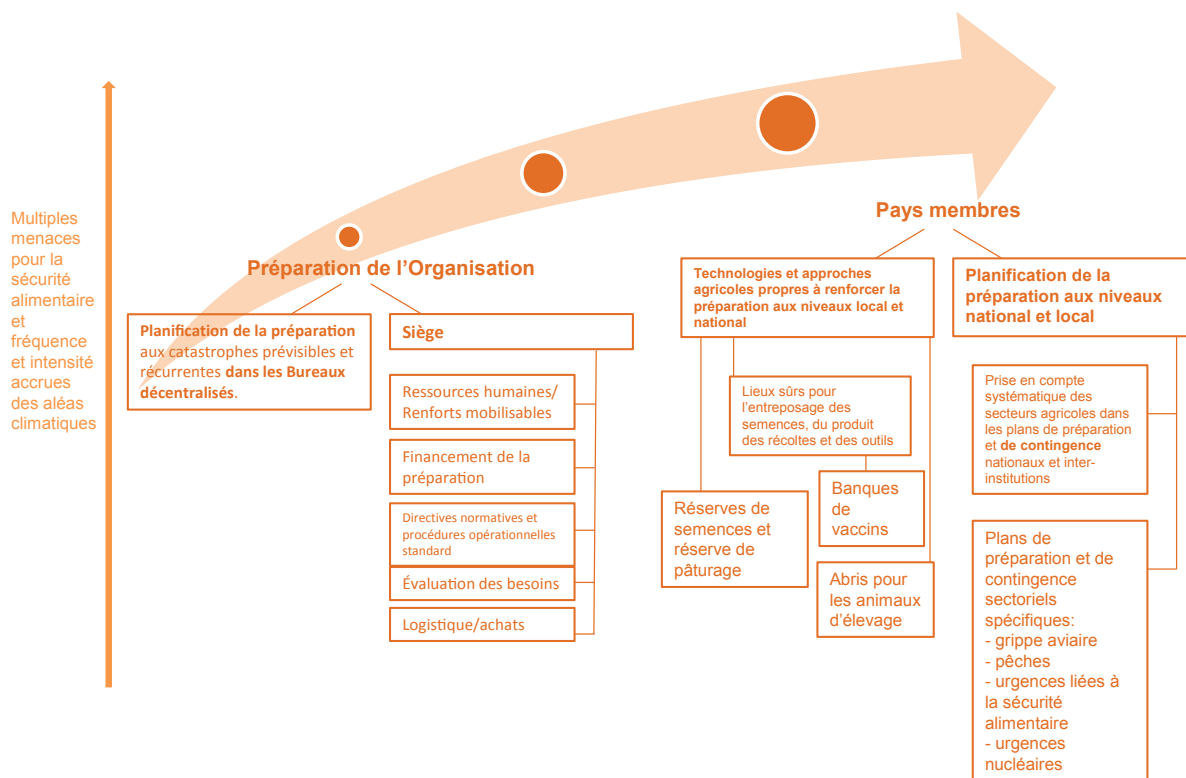 Multiples
menaces
pour la
sécurité
alimentaire
et
fréquence
et intensité
accrues
des aléas
climatiques
Préparation de l’Organisation
Planification de la préparation
aux catastrophes prévisibles et
récurrentes dans les Bureaux
décentralisés.
Siège
Ressources humaines/
Renforts mobilisables
Financement de la
préparation
Directives normatives et
procédures opérationnelles
standard
Évaluation des besoins
Logistique/achats
Pays membres
Technologies et approches
agricoles propres à renforcer la
préparation aux niveaux local et
national
Lieux sûrs pour
l’entreposage des
semences, du produit
des récoltes et des outils
Réserves de
semences et
réserve de
pâturage
Banques
de
vaccins
Abris pour
les animaux
d’élevage
Planification de la
préparation aux niveaux
national et local
Prise en compte
systématique des
secteurs agricoles dans
les plans de préparation
et de contingence
nationaux et inter-
institutions
Plans de
préparation et de
contingence
sectoriels
spécifiques:
- grippe aviaire
- pêches
- urgences liées à
la sécurité
alimentaire
- urgences
nucléaires